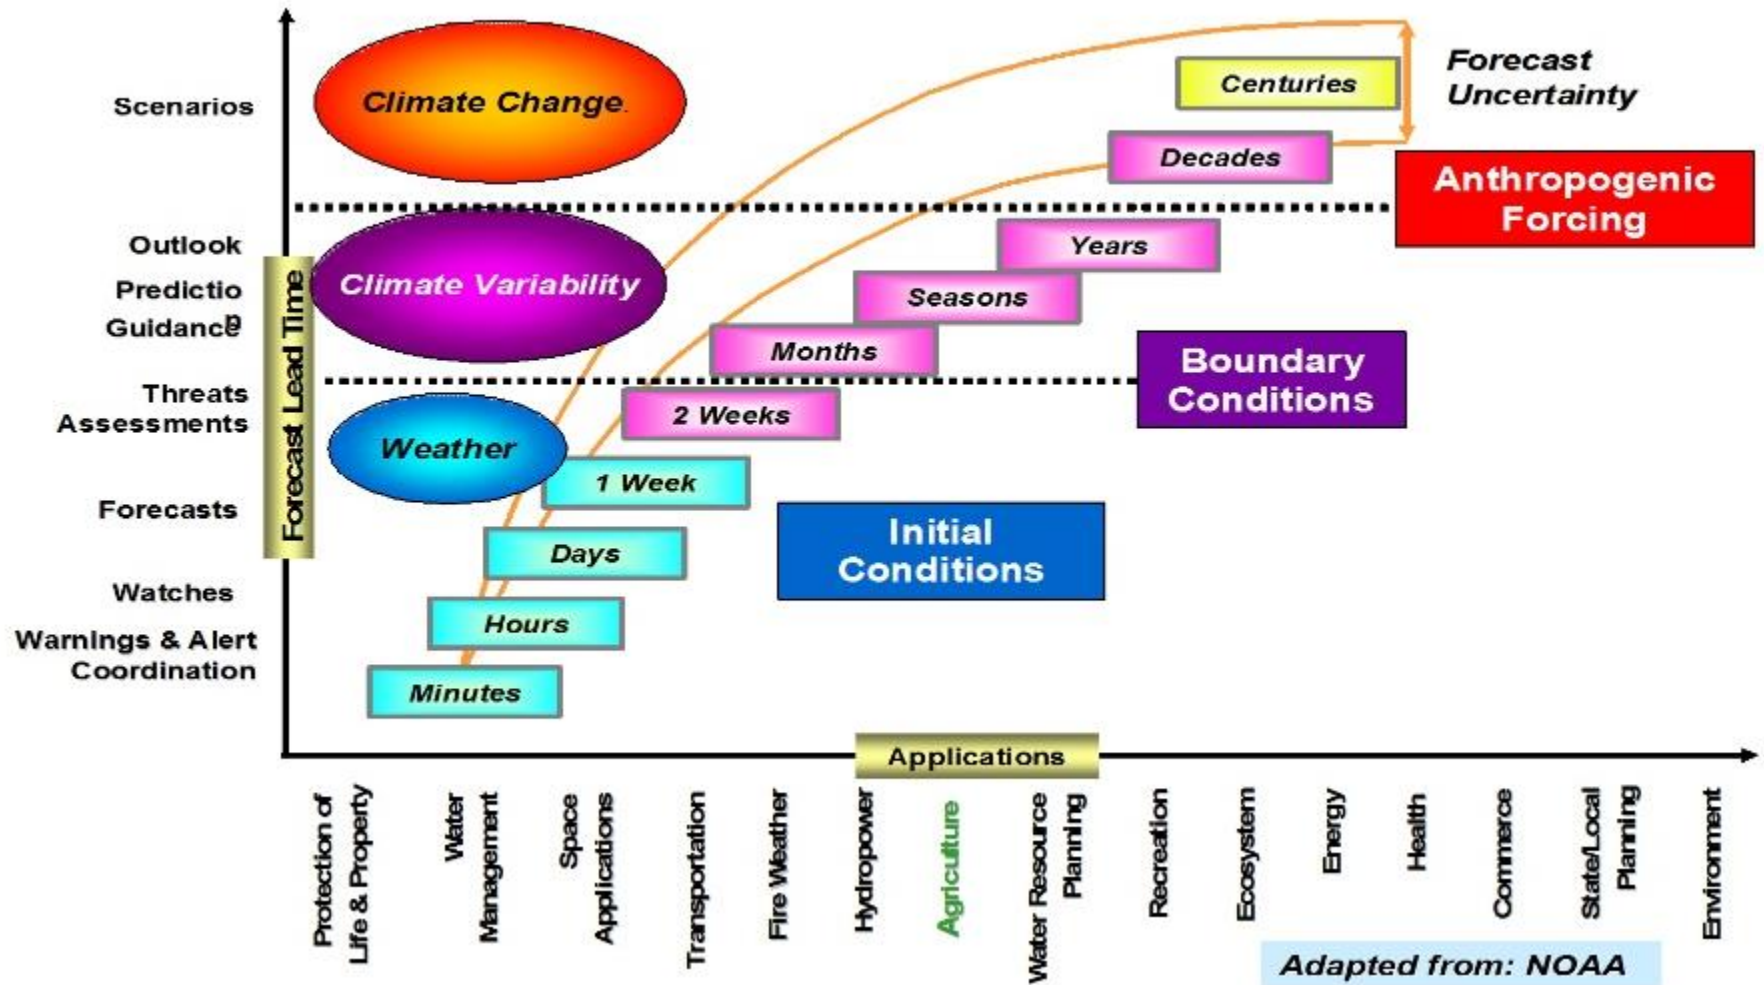 Scenarios
Outlook
Predictio
n
Guidance
Threats
Assessments
Forecasts
Watches
Warnings & Alert
Coordination
Forecast Lead Time
Climate Change.
Climate Variability
Weather
Centuries
Decades
Years
Seasons
Months
2 Weeks
1 Week
Days
Hours
Minutes
Forecast
Uncertainty
Anthropogenic
Forcing
Boundary
Conditions
Initial
Conditions
Applications
Protection of
Life & Property
Water
Management
Space
Applications
Transportation
Fire Weather
Hydropower
Agriculture
Water Resource
Planning
Recreation
Ecosystem
Energy
Health
Commerce
State/Local
Planning
Environment
Adapted from: NOAA